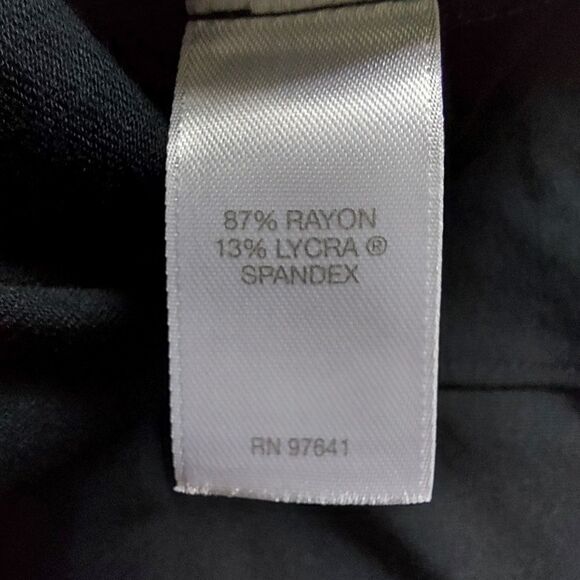 87% RAYON
13% LYCRA ®
SPANDEX
RN 97641